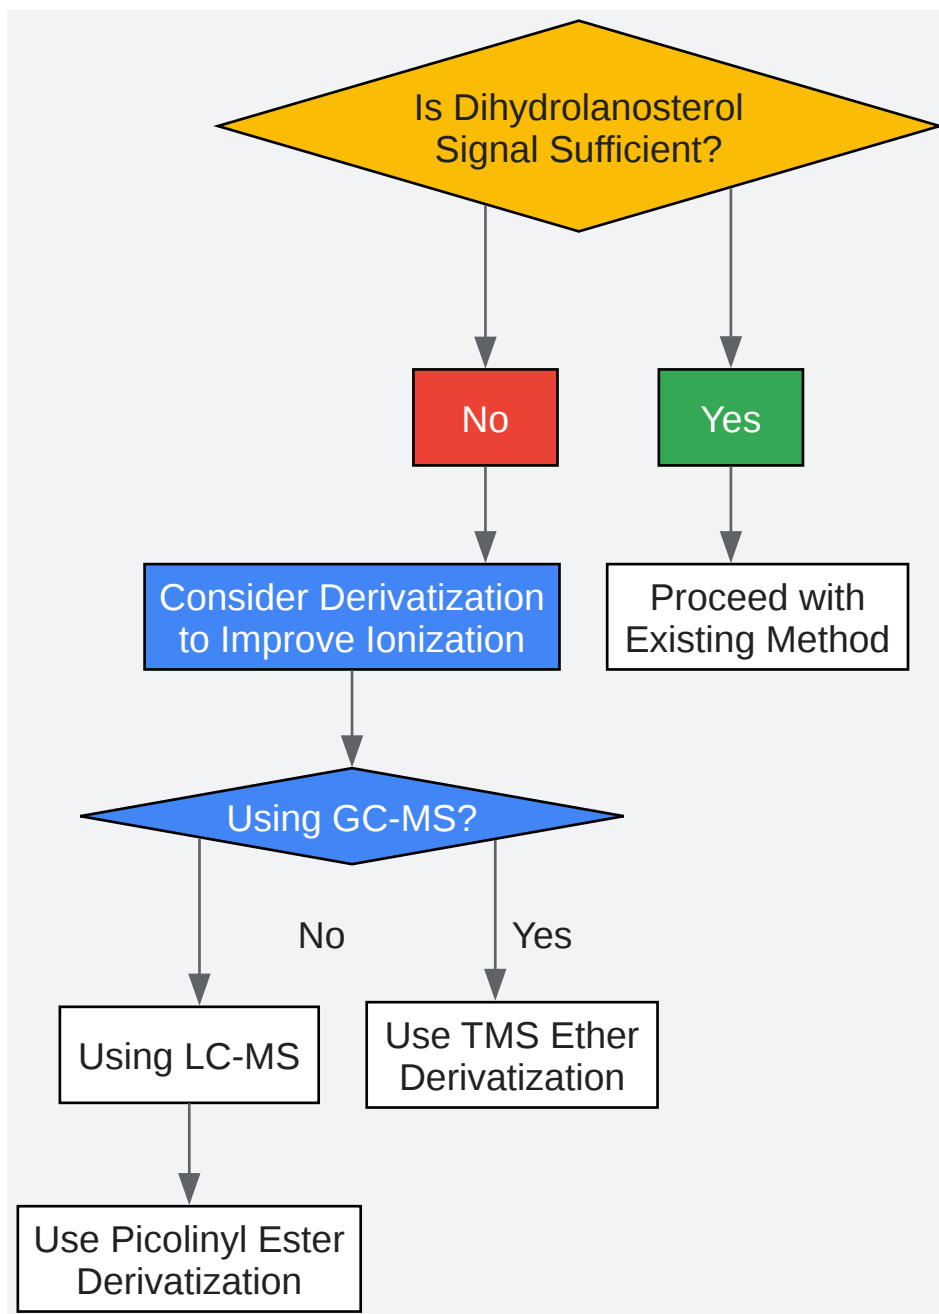 Is Dihydrolanosterol
Signal Sufficient?
No
Yes
Consider Derivatization
to Improve Ionization
Proceed with
Existing Method
Using GC-MS?
No
Yes
Using LC-MS
Use TMS Ether
Derivatization
Use Picolinyl Ester
Derivatization